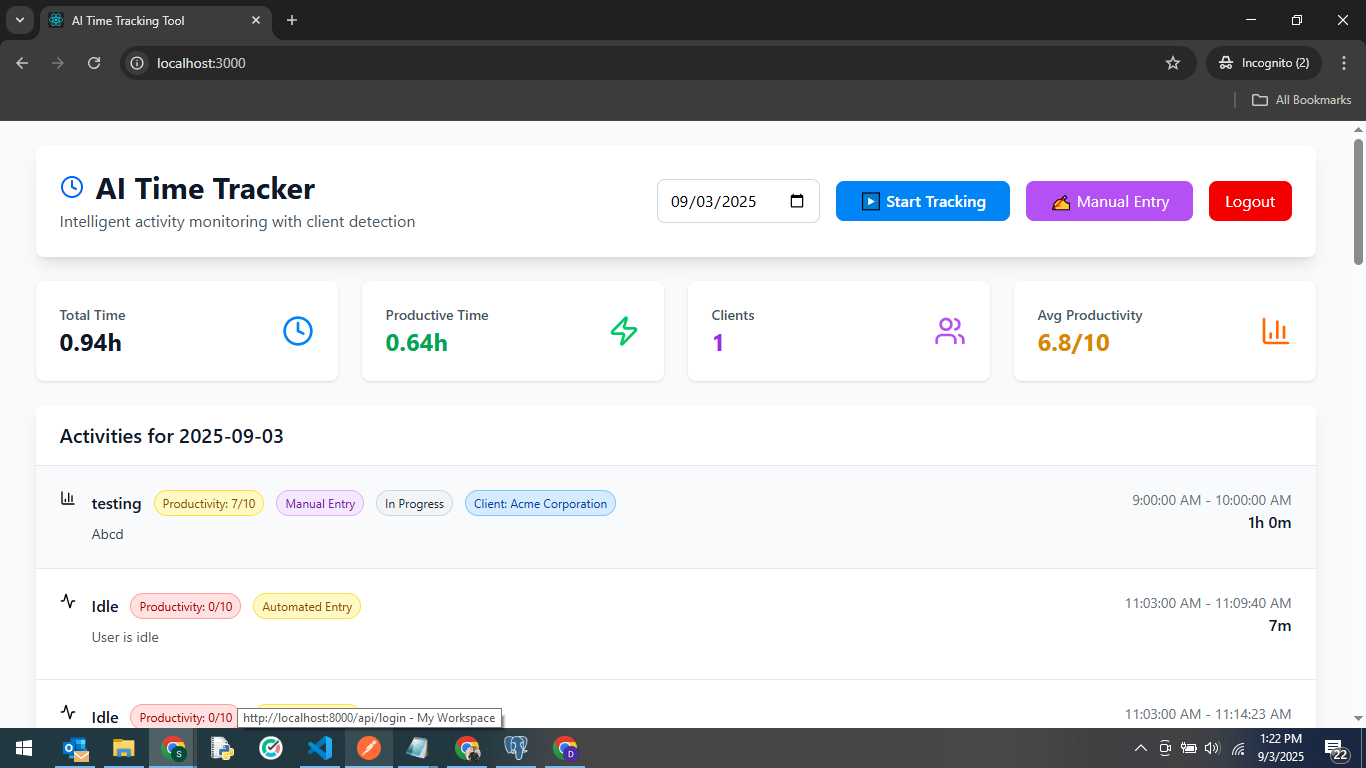 AI Time Tracking Tool
localhost:3000
Incognito (2)
All Bookmarks
AI Time Tracker
Intelligent activity monitoring with client detection
09/03/2025
Start Tracking
Manual Entry
Logout
Total Time
0.94h
Productive Time
0.64h
Clients
1
Avg Productivity
6.8/10
Activities for 2025-09-03
testing Productivity: 7/10 Manual Entry In Progress Client: Acme Corporation
9:00:00 AM - 10:00:00 AM
Abcd
1h 0m
Idle Productivity: 0/10 Automated Entry
11:03:00 AM - 11:09:40 AM
User is idle
7m
Idle Productivity: 0/10
11:03:00 AM - 11:14:23 AM
http://localhost:8000/api/login - My Workspace
S
D
1:22 PM
9/3/2025
22